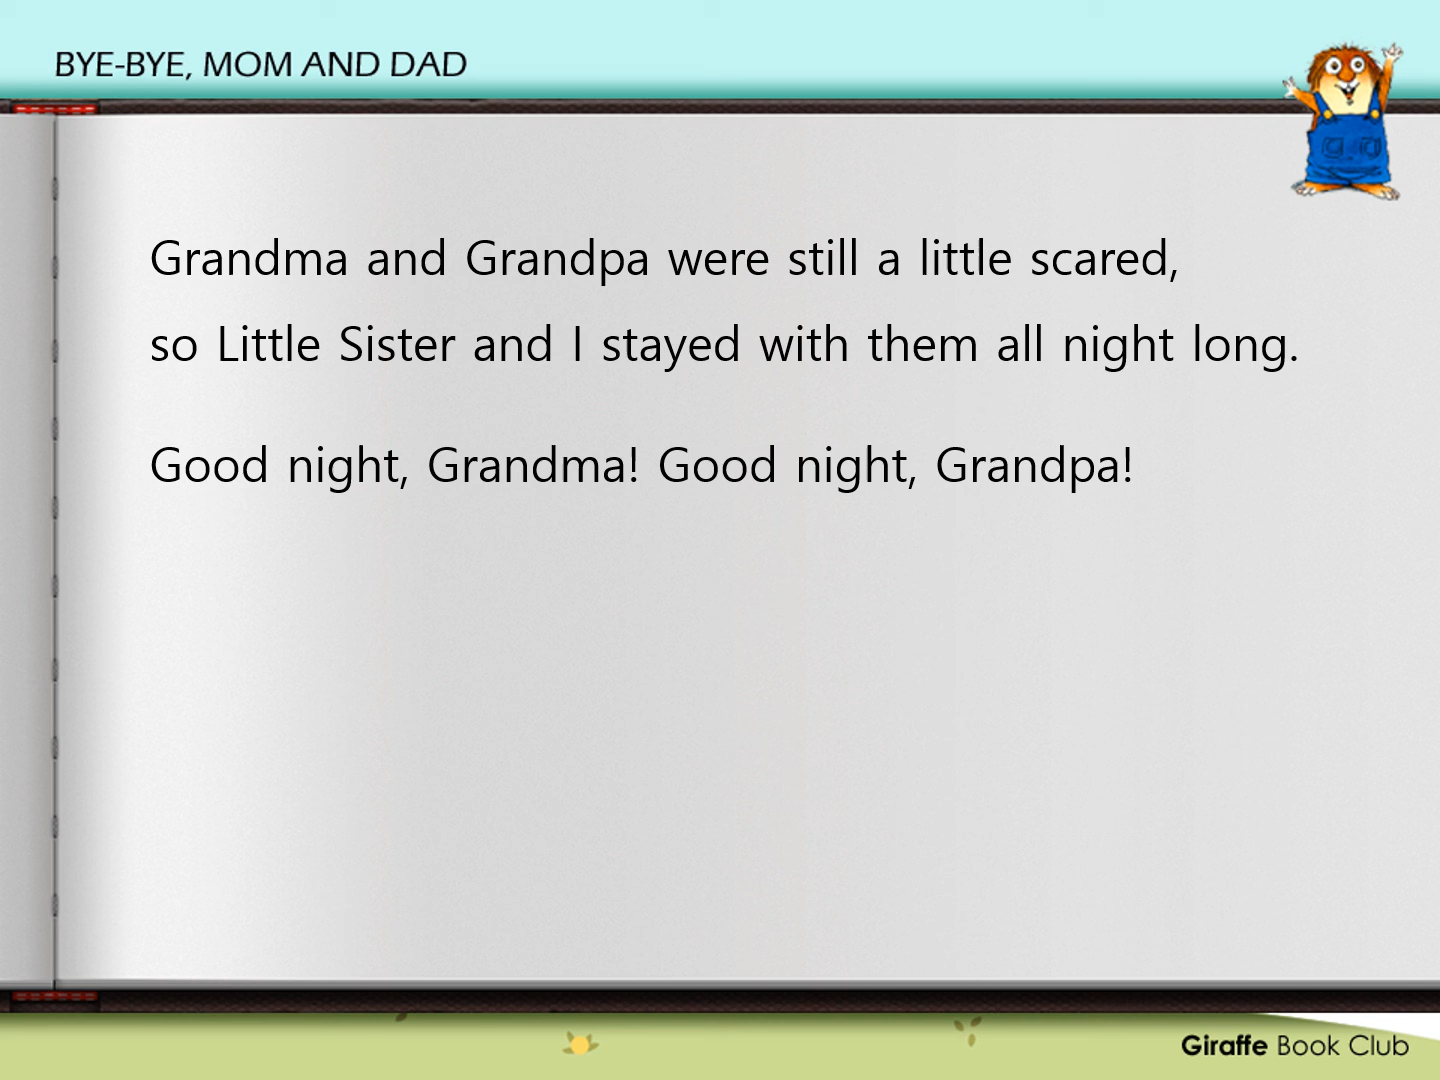 BYE-BYE, MOM AND DAD
Grandma and Grandpa were still a little scared,
so Little Sister and I stayed with them all night long.
Good night, Grandma! Good night, Grandpa!
Giraffe Book Club